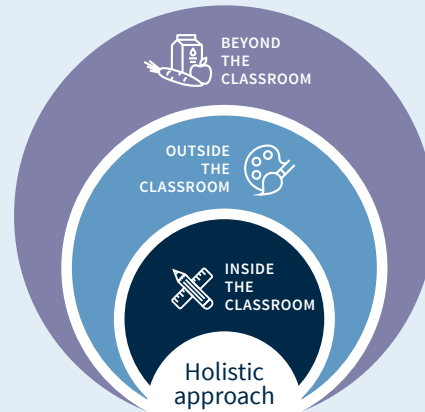 BEYOND
THE
CLASSROOM
OUTSIDE
THE
CLASSROOM
INSIDE
THE
CLASSROOM
Holistic
approach